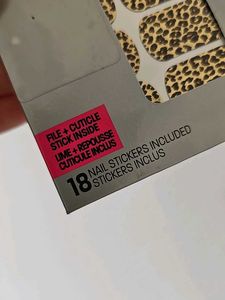 FILE + CUTICLE
STICK INSIDE
LIME + REPOUSSE
CUTICULE INCLUS
18 NAIL STICKERS INCLUDED
STICKERS INCLUS